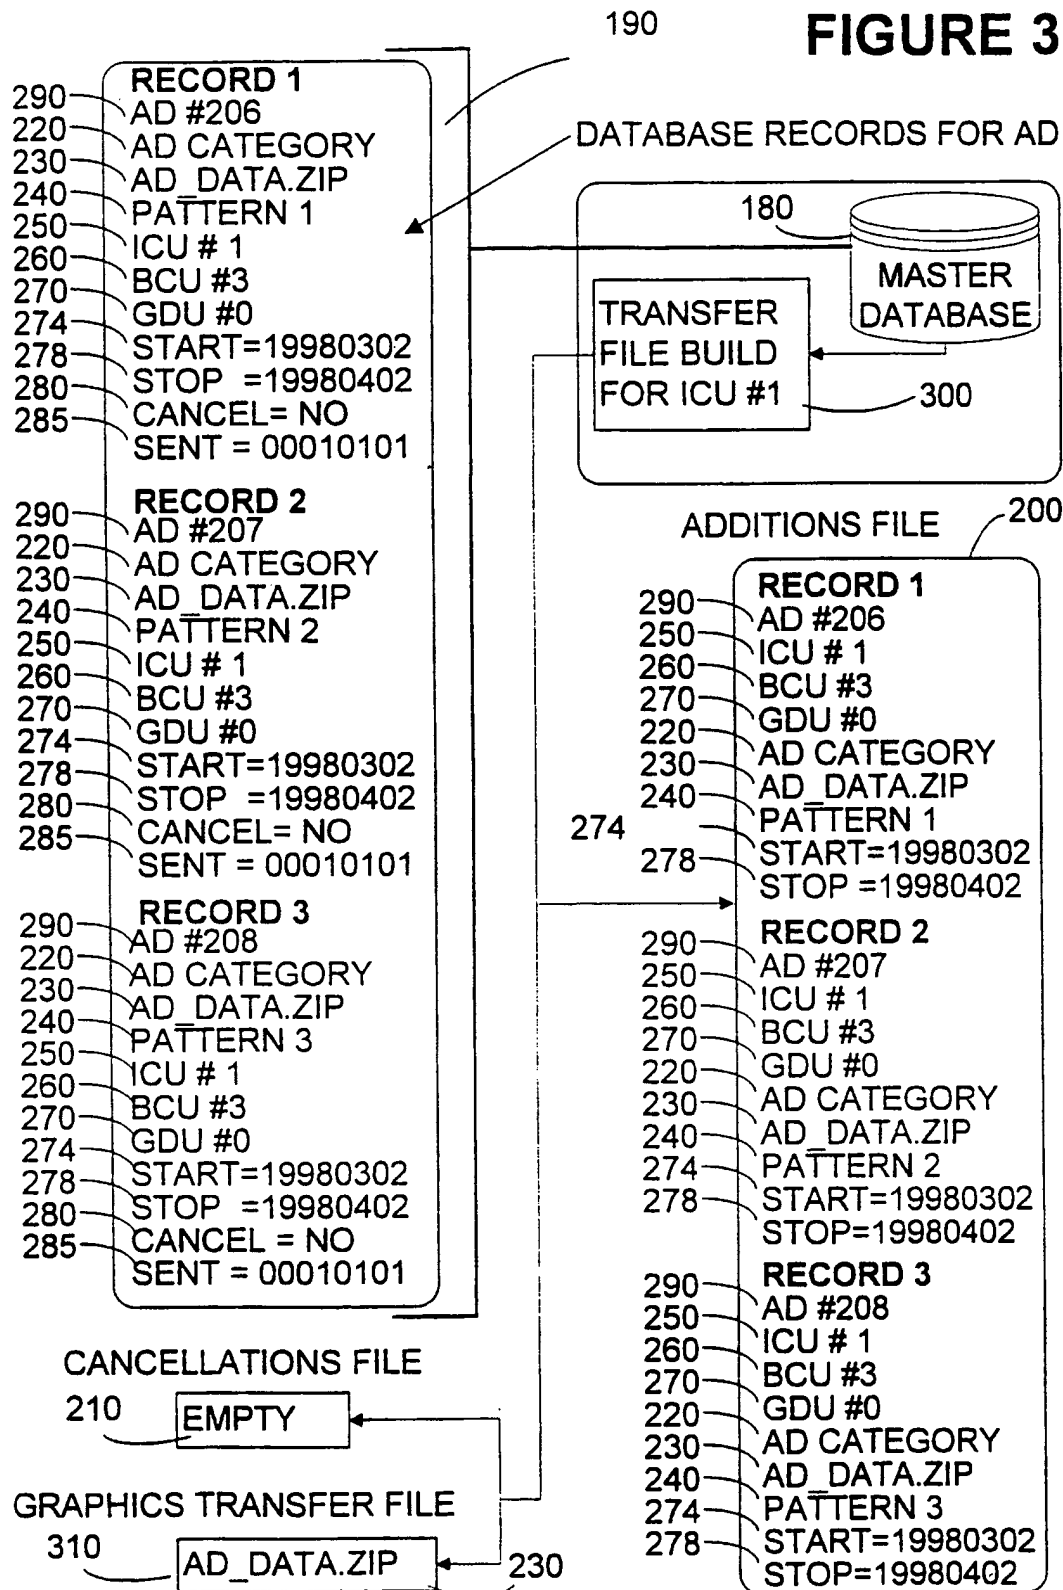 190
FIGURE 3
RECORD 1
290 AD #206
220 AD CATEGORY
230 AD_DATA.ZIP
240 PATTERN 1
250 ICU # 1
260 BCU #3
270 GDU #0
274 START=19980302
278 STOP =19980402
280 CANCEL= NO
285 SENT = 00010101
RECORD 2
290 AD #207
220 AD CATEGORY
230 AD_DATA.ZIP
240 PATTERN 2
250 ICU # 1
260 BCU #3
270 GDU #0
274 START=19980302
278 STOP =19980402
280 CANCEL= NO
285 SENT = 00010101
RECORD 3
290 AD #208
220 AD CATEGORY
230 AD_DATA.ZIP
240 PATTERN 3
250 ICU # 1
260 BCU #3
270 GDU #0
274 START=19980302
278 STOP =19980402
280 CANCEL = NO
285 SENT = 00010101
DATABASE RECORDS FOR AD
180
MASTER
DATABASE
TRANSFER
FILE BUILD
FOR ICU #1
300
ADDITIONS FILE
200
RECORD 1
290 AD #206
250 ICU # 1
260 BCU #3
270 GDU #0
220 AD CATEGORY
230 AD_DATA.ZIP
240 PATTERN 1
274 START=19980302
278 STOP =19980402
RECORD 2
290 AD #207
250 ICU # 1
260 BCU #3
270 GDU #0
220 AD CATEGORY
230 AD_DATA.ZIP
240 PATTERN 2
274 START=19980302
278 STOP=19980402
RECORD 3
290 AD #208
250 ICU # 1
260 BCU #3
270 GDU #0
220 AD CATEGORY
230 AD_DATA.ZIP
240 PATTERN 3
274 START=19980302
278 STOP=19980402
CANCELLATIONS FILE
210 EMPTY
GRAPHICS TRANSFER FILE
310 AD_DATA.ZIP 230